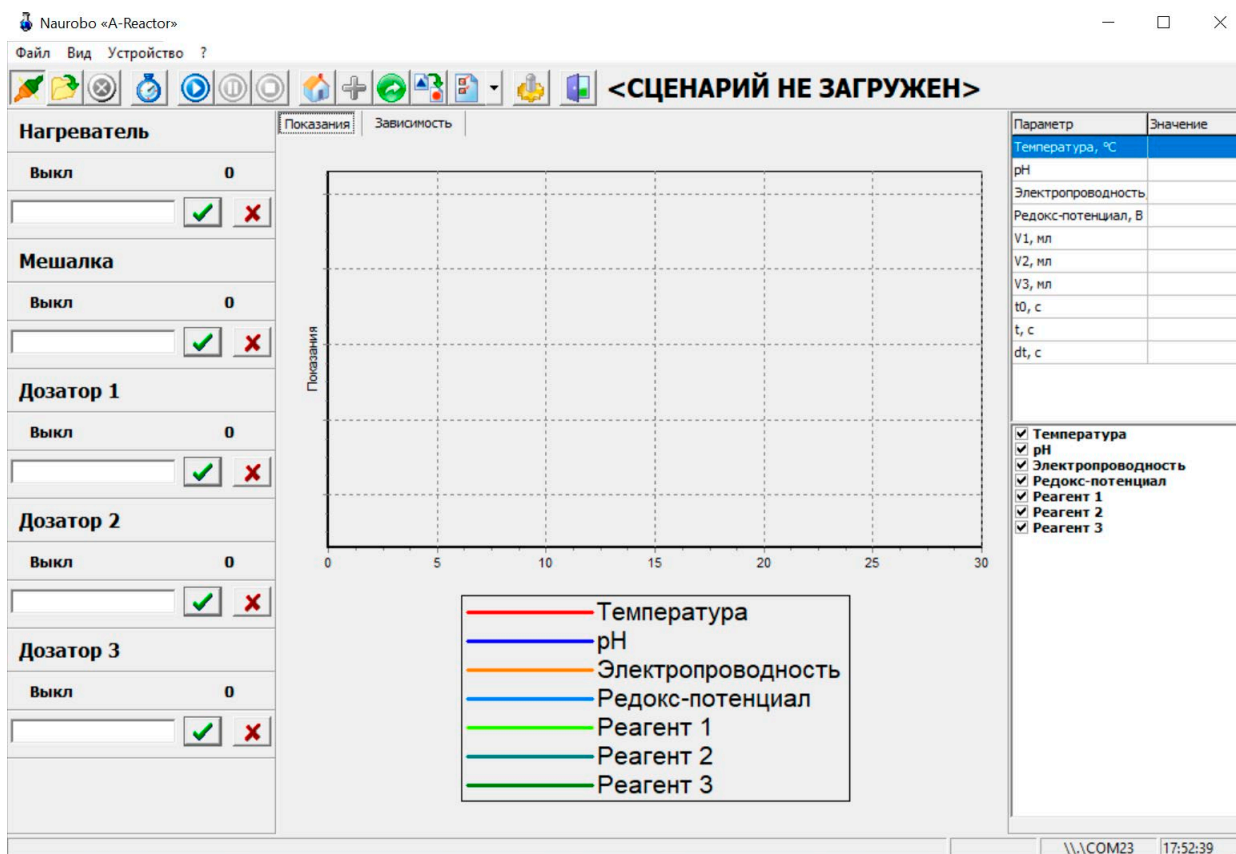 Naurobo «A-Reactor»
Файл Вид Устройство ?
<СЦЕНАРИЙ НЕ ЗАГРУЖЕН>
Нагреватель
Выкл 0
Мешалка
Выкл 0
Дозатор 1
Выкл 0
Дозатор 2
Выкл 0
Дозатор 3
Выкл 0
Показания Зависимость
Показания
0 5 10 15 20 25 30
Температура
pH
Электропроводность
Редокс-потенциал
Реагент 1
Реагент 2
Реагент 3
Параметр Значение
Температура, °C
pH
Электропроводность
Редокс-потенциал, В
V1, мл
V2, мл
V3, мл
t0, с
t, с
dt, с
Температура
pH
Электропроводность
Редокс-потенциал
Реагент 1
Реагент 2
Реагент 3
\\.\COM23 17:52:39